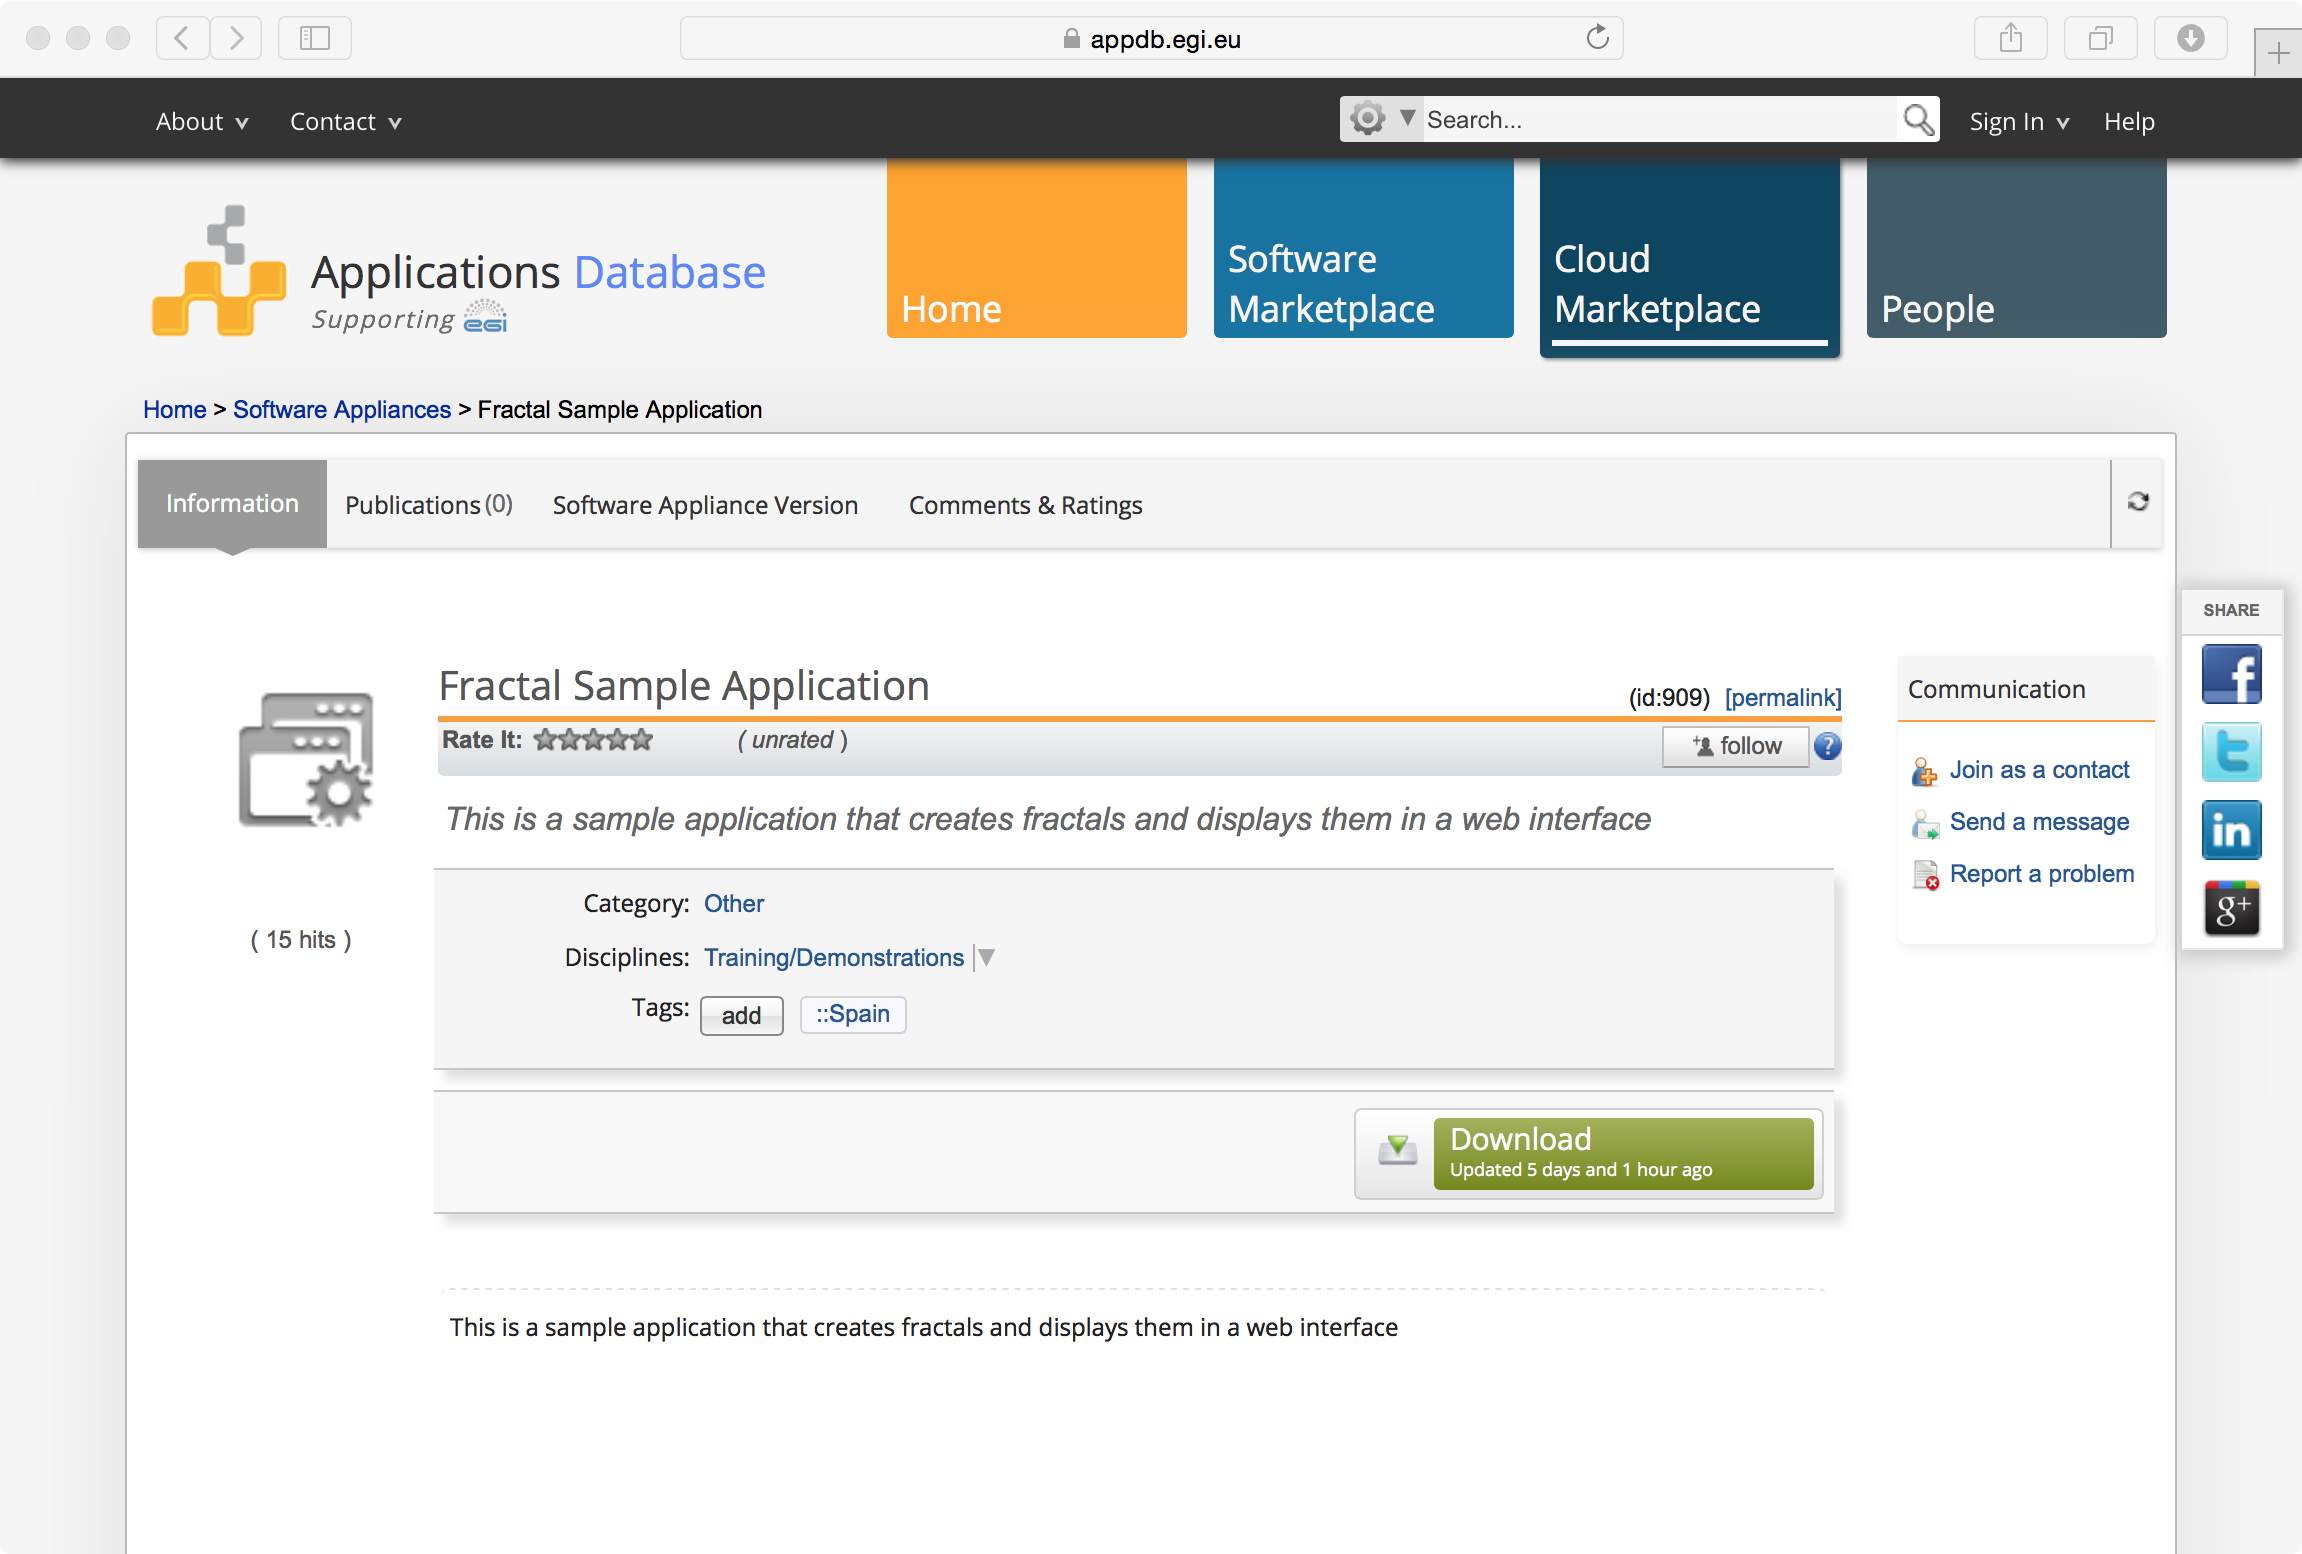 appdb.egi.eu
About
Contact
Search...
Sign In
Help
Applications Database
Supporting egi
Home
Software Marketplace
Cloud Marketplace
People
Home > Software Appliances > Fractal Sample Application
Information
Publications (0)
Software Appliance Version
Comments & Ratings
SHARE
Fractal Sample Application
(id:909) [permalink]
Rate It:
( unrated )
follow
?
Communication
Join as a contact
Send a message
Report a problem
f
t
in
g+
This is a sample application that creates fractals and displays them in a web interface
( 15 hits )
Category: Other
Disciplines: Training/Demonstrations
Tags: add ::Spain
Download
Updated 5 days and 1 hour ago
This is a sample application that creates fractals and displays them in a web interface